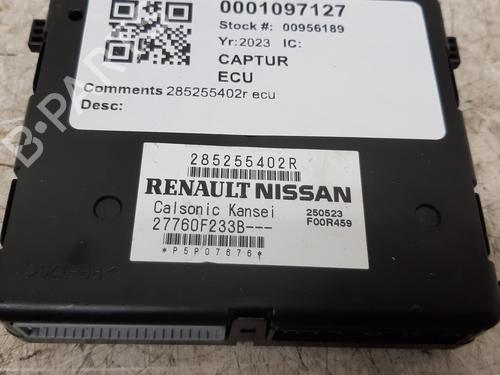 0001097127
Stock #: 00956189
Yr:2023 IC:
CAPTUR
ECU
Comments 285255402r ecu
Desc:
285255402R
RENAULT NISSAN
Calsonic Kansei
250523
27760F233B---
F00R459
*P5P07676*
B-PARTS